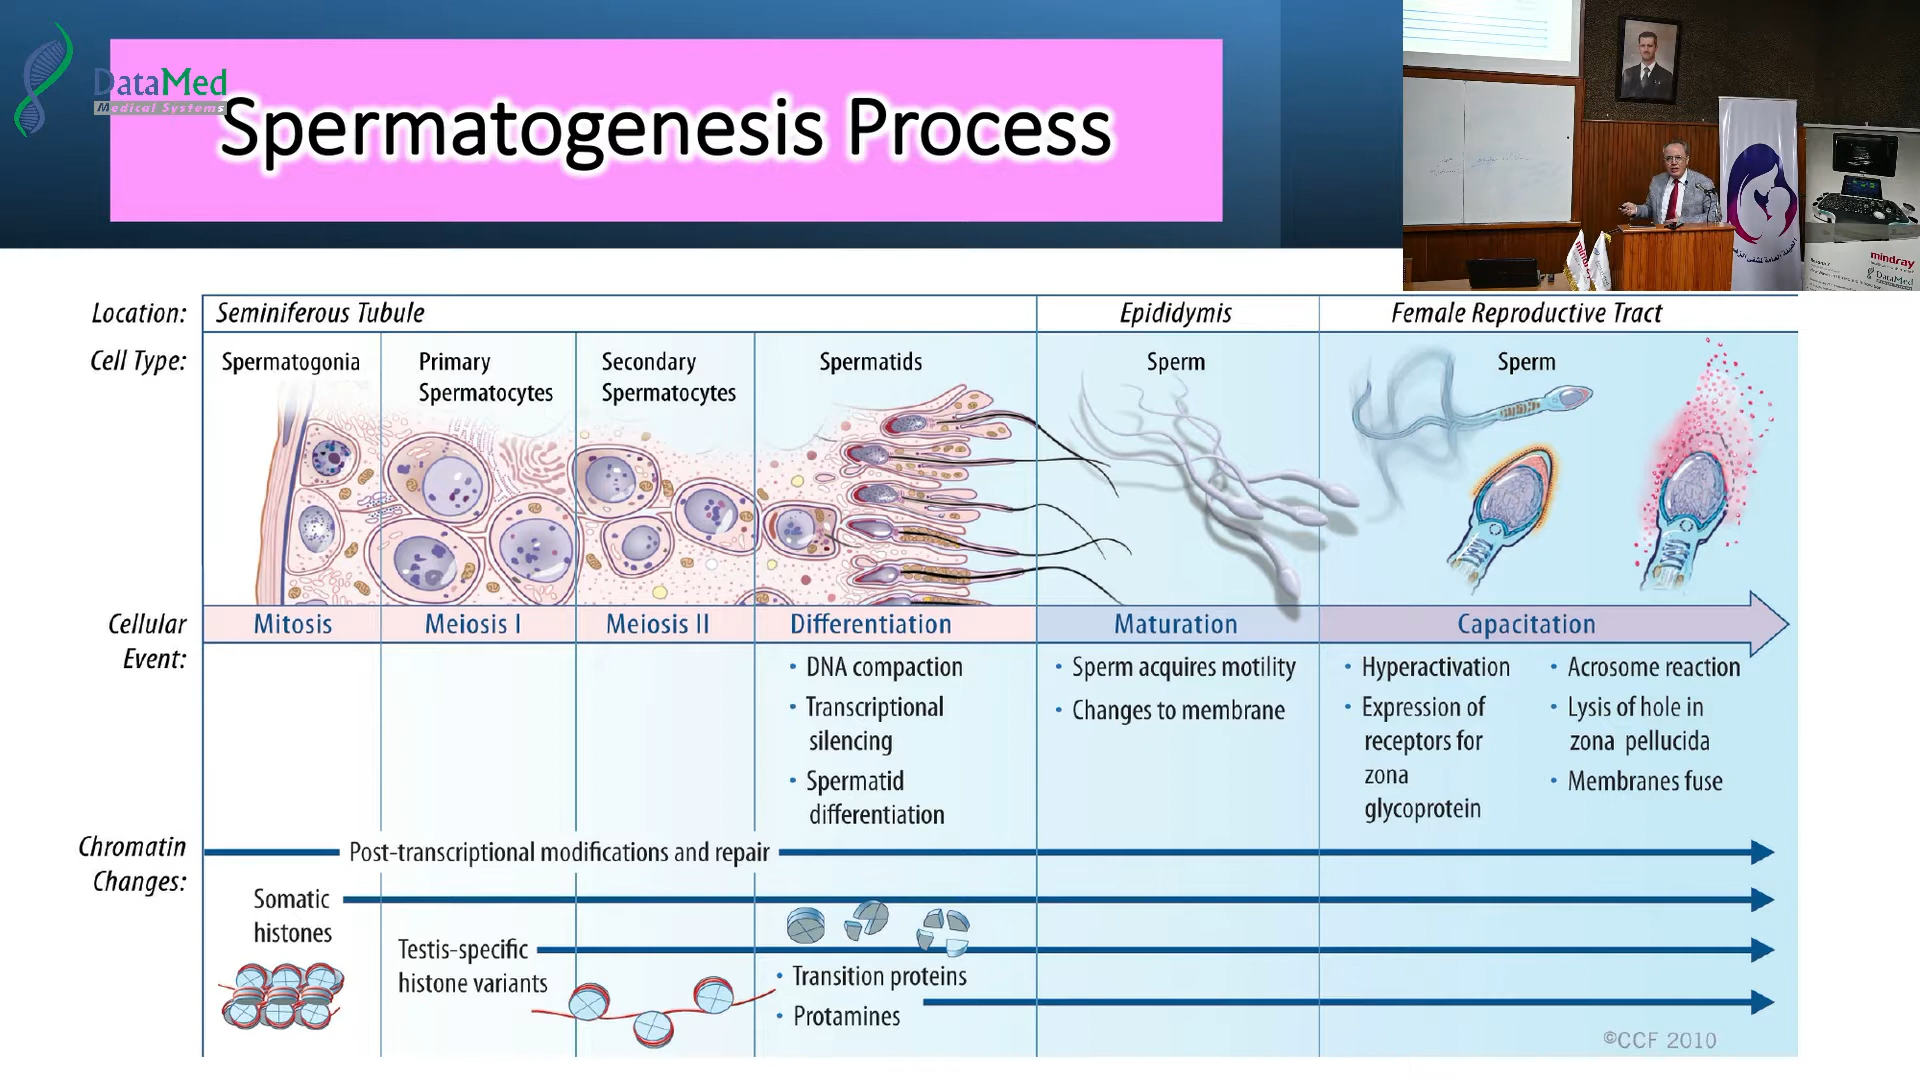 DataMed
Medical Systems
Spermatogenesis Process
Location:
Seminiferous Tubule
Epididymis
Female Reproductive Tract
Cell Type:
Spermatogonia
Primary
Spermatocytes
Secondary
Spermatocytes
Spermatids
Sperm
Sperm
Cellular
Event:
Mitosis
Meiosis I
Meiosis II
Differentiation
Maturation
Capacitation
• DNA compaction
• Transcriptional
silencing
• Spermatid
differentiation
• Sperm acquires motility
• Changes to membrane
• Hyperactivation
• Expression of
receptors for
zona
glycoprotein
• Acrosome reaction
• Lysis of hole in
zona pellucida
• Membranes fuse
Chromatin
Changes:
Post-transcriptional modifications and repair
Somatic
histones
Testis-specific
histone variants
• Transition proteins
• Protamines
©CCF 2010
mindray
mindray
DataMed